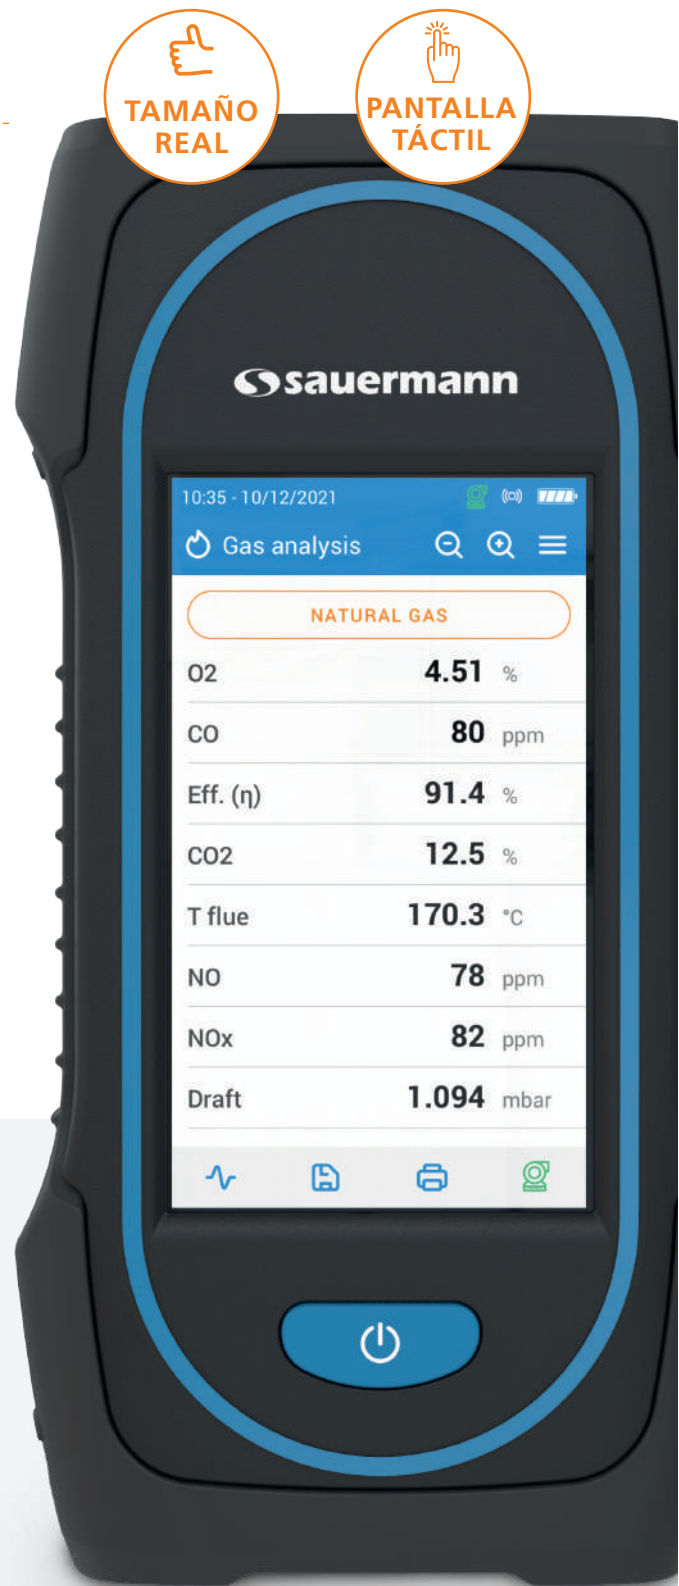 TAMAÑO
REAL
PANTALLA
TÁCTIL
sauermann
10:35 - 10/12/2021
Gas analysis
NATURAL GAS
O2 4.51 %
CO 80 ppm
Eff. (η) 91.4 %
CO2 12.5 %
T flue 170.3 °C
NO 78 ppm
NOx 82 ppm
Draft 1.094 mbar